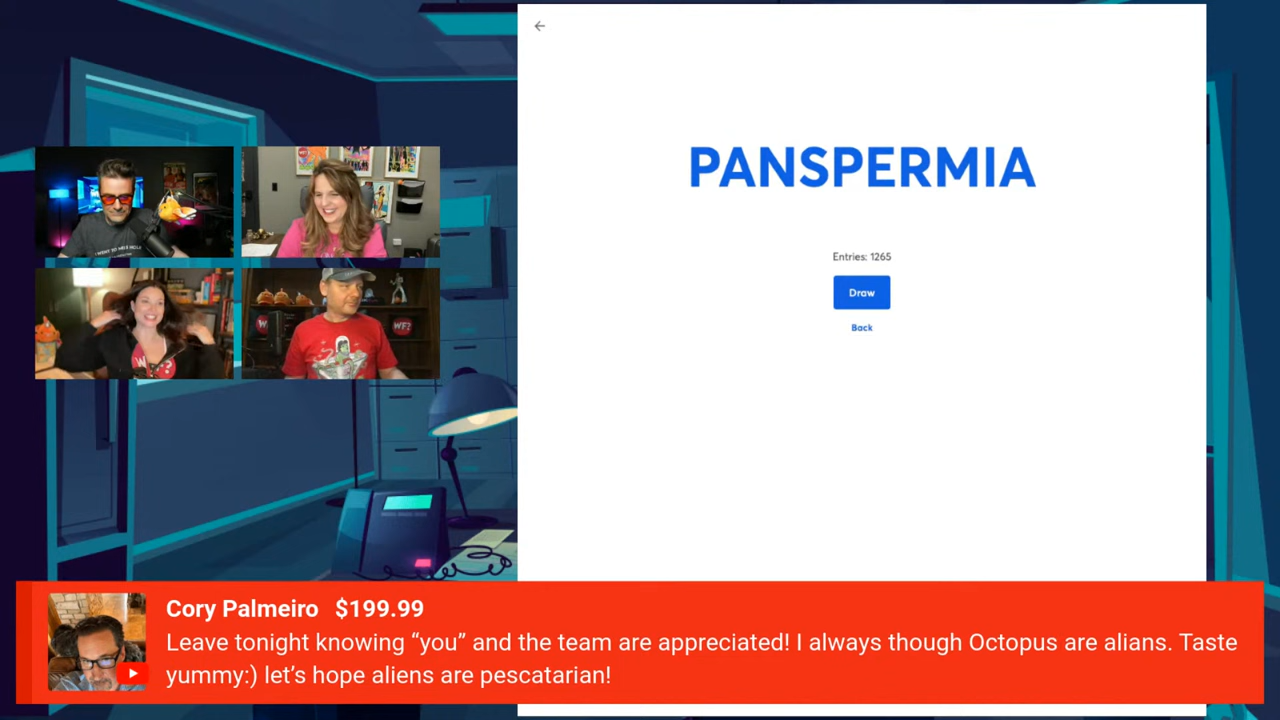 PANSPERMIA
Entries: 1265
Draw
Back
WF?
Cory Palmeiro $199.99
Leave tonight knowing “you” and the team are appreciated! I always though Octopus are alians. Taste
yummy:) let’s hope aliens are pescatarian!